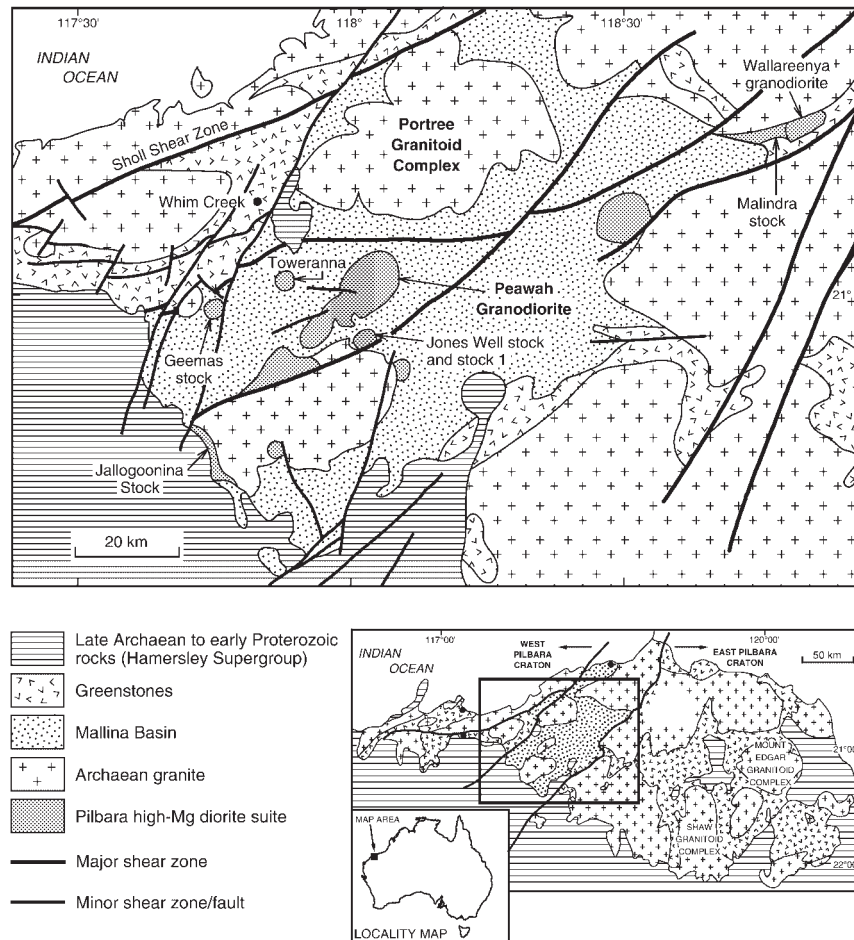 117°30'
118°
118°30'
INDIAN
OCEAN
Wallareenya
granodiorite
Portree
Granitoid
Complex
Sholl Shear Zone
Whim Creek
Malindra
stock
Toweranna
Peawah
Granodiorite
21°
Jones Well stock
and stock 1
Geemas
stock
Jallogoonina
Stock
20 km
Late Archaean to early Proterozoic
rocks (Hamersley Supergroup)
Greenstones
Mallina Basin
Archaean granite
Pilbara high-Mg diorite suite
Major shear zone
Minor shear zone/fault
117°00'
120°00'
INDIAN
OCEAN
WEST
PILBARA
CRATON
EAST PILBARA
CRATON
50 km
21°00'
MOUNT
EDGAR
GRANITOID
COMPLEX
SHAW
GRANITOID
COMPLEX
22°00'
MAP AREA
LOCALITY MAP